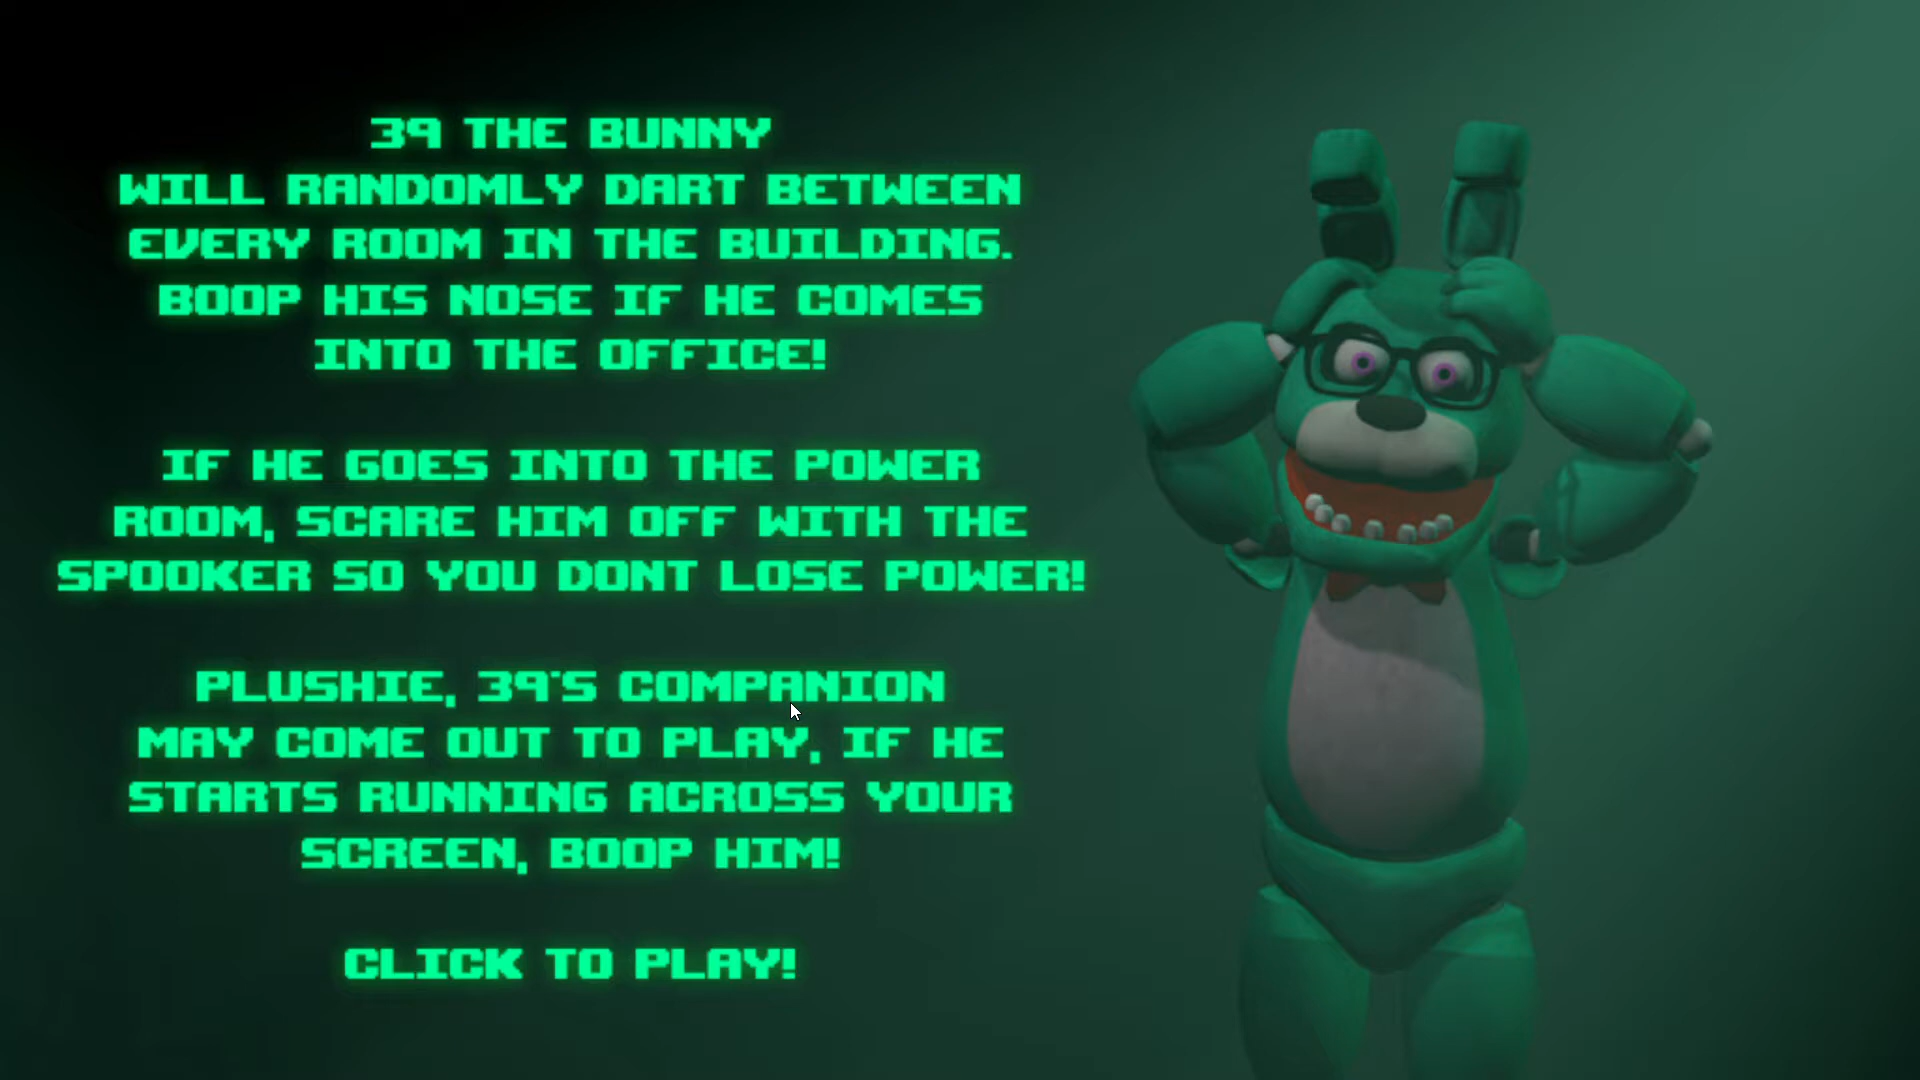 39 THE BUNNY
WILL RANDOMLY DART BETWEEN
EVERY ROOM IN THE BUILDING.
BOOP HIS NOSE IF HE COMES
INTO THE OFFICE!
IF HE GOES INTO THE POWER
ROOM, SCARE HIM OFF WITH THE
SPOOKER SO YOU DONT LOSE POWER!
PLUSHIE, 39'S COMPANION
MAY COME OUT TO PLAY, IF HE
STARTS RUNNING ACROSS YOUR
SCREEN, BOOP HIM!
CLICK TO PLAY!